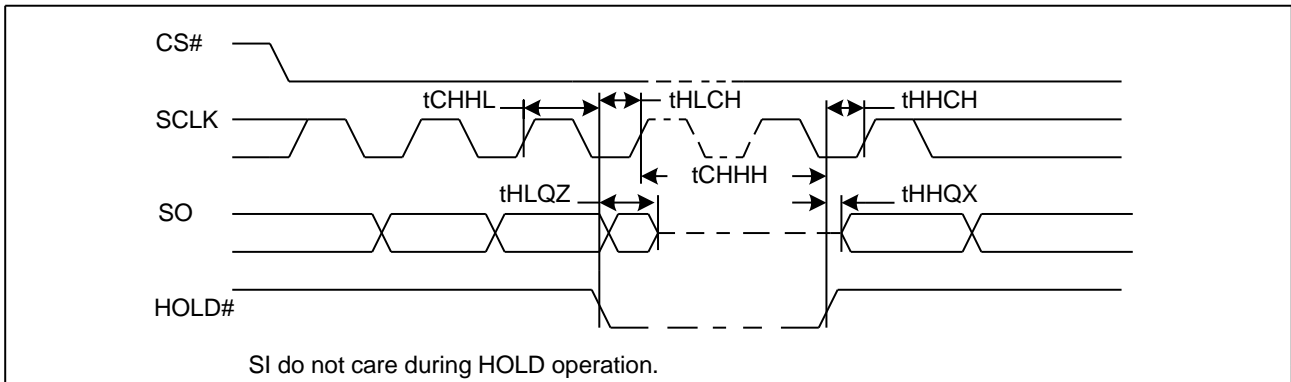 CS#
tCHHL
tHLCH
tHHCH
SCLK
tCHHH
tHLQZ
tHHQX
SO
HOLD#
SI do not care during HOLD operation.